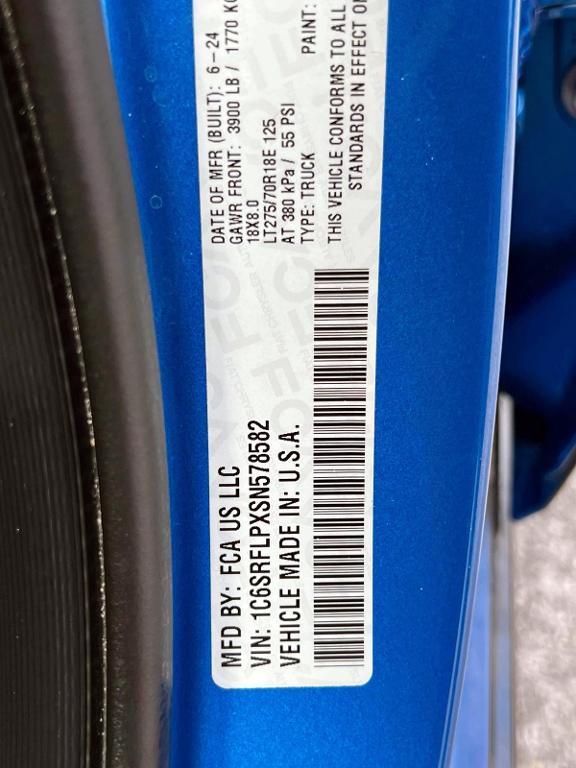 MFD BY: FCA US LLC
VIN: 1C6SRFLPXSN578582
VEHICLE MADE IN: U.S.A.
DATE OF MFR (BUILT): 6-24
GAWR FRONT: 3900 LB / 1770 KG
18X8.0
LT275/70R18E 125
AT 380 kPa / 55 PSI
TYPE: TRUCK PAINT:
THIS VEHICLE CONFORMS TO ALL
STANDARDS IN EFFECT ON